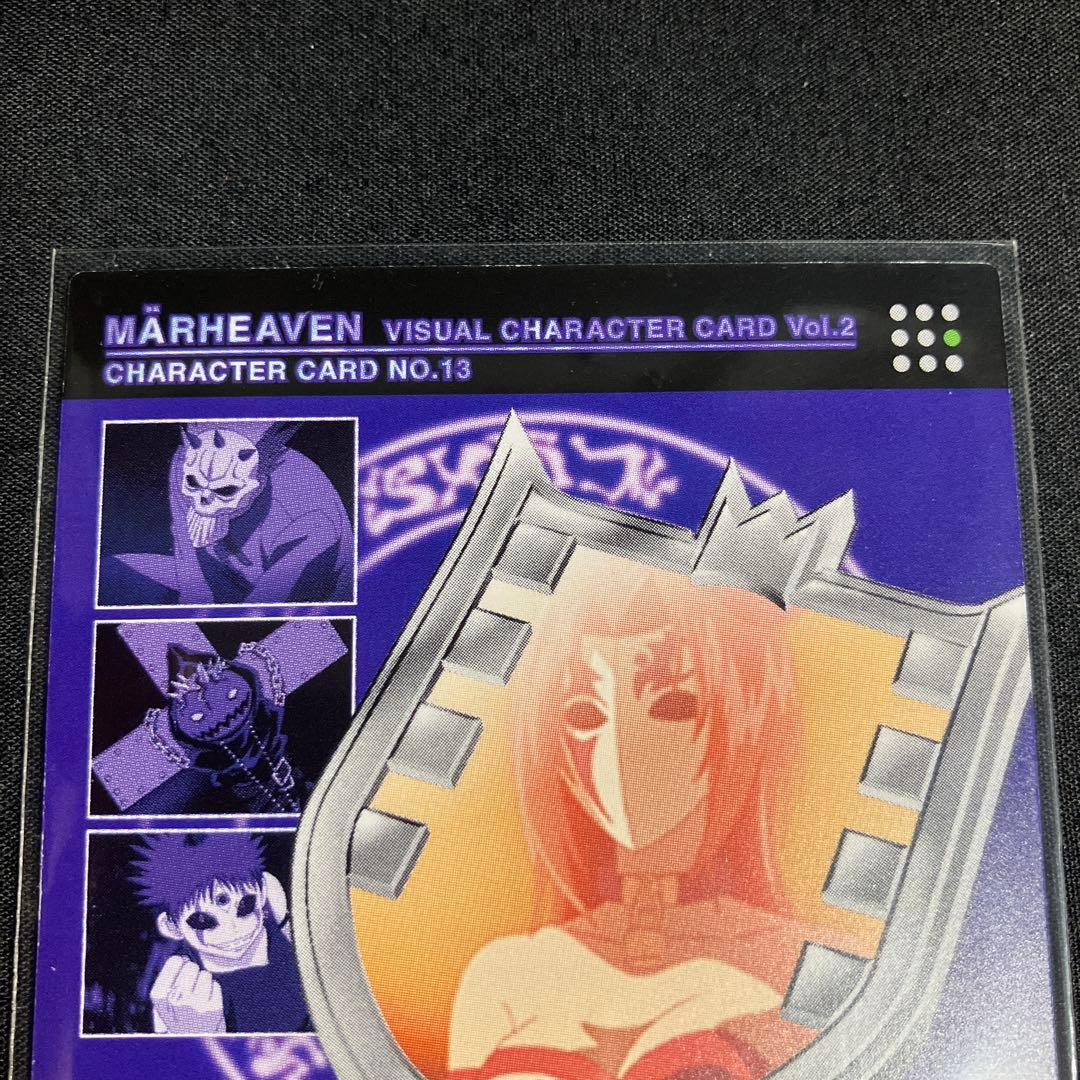 MÄRHEAVEN VISUAL CHARACTER CARD Vol.2
CHARACTER CARD NO.13